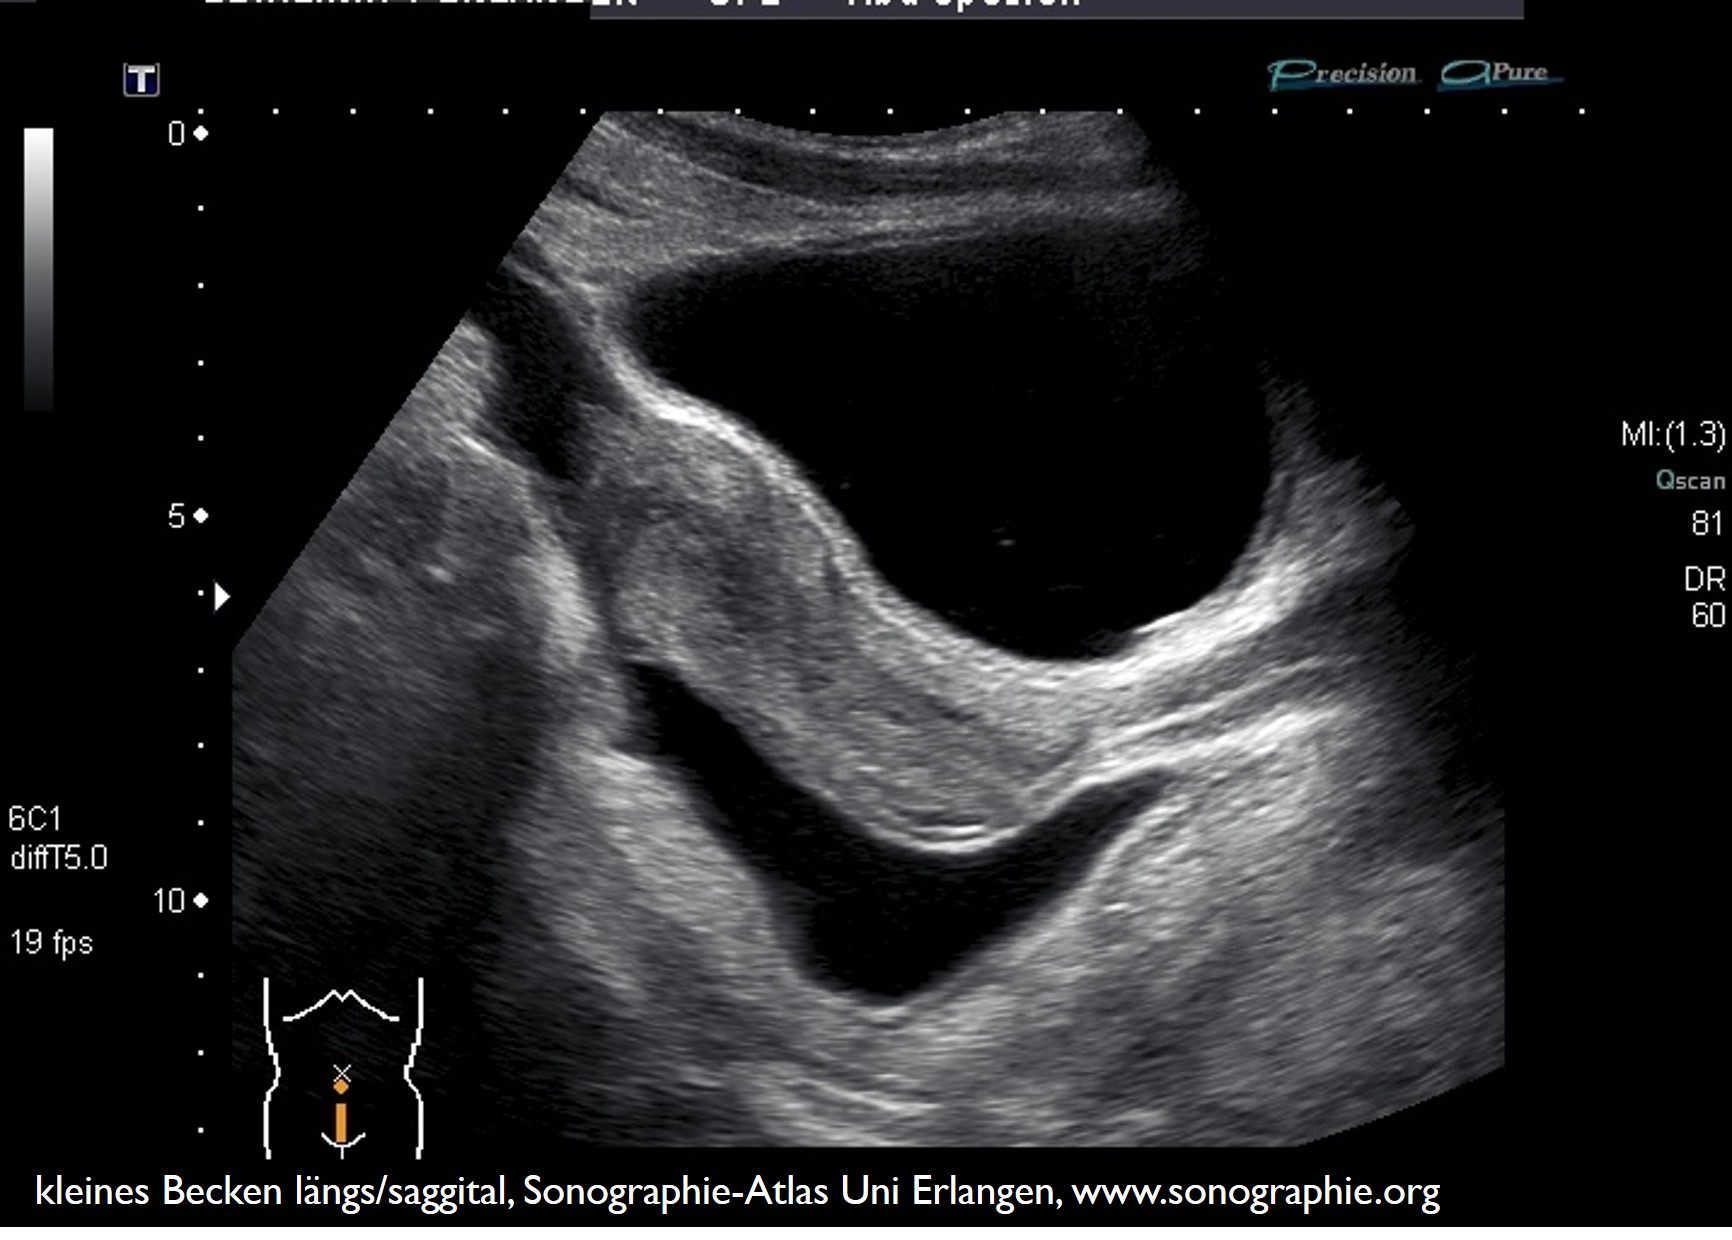 T
Precision aPure
0
5
MI:(1.3)
Qscan
81
DR
60
6C1
diffT5.0
10
19 fps
kleines Becken längs/saggital, Sonographie-Atlas Uni Erlangen, www.sonographie.org